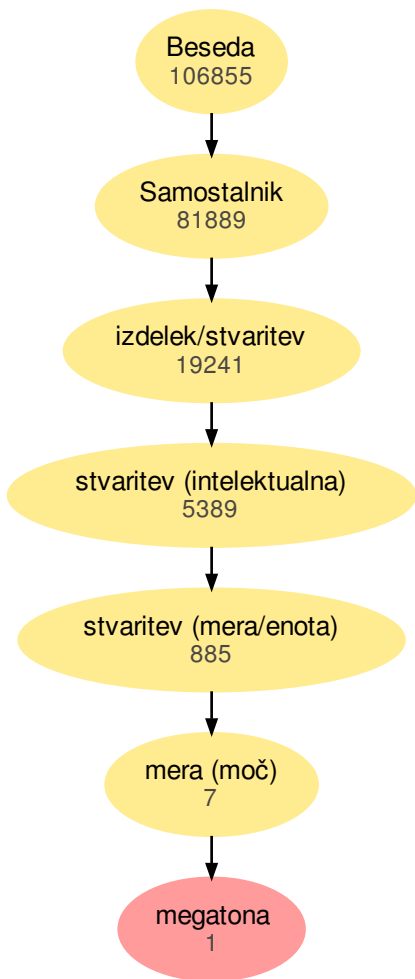 Beseda
106855
Samostalnik
81889
izdelek/stvaritev
19241
stvaritev (intelektualna)
5389
stvaritev (mera/enota)
885
mera (moč)
7
megatona
1